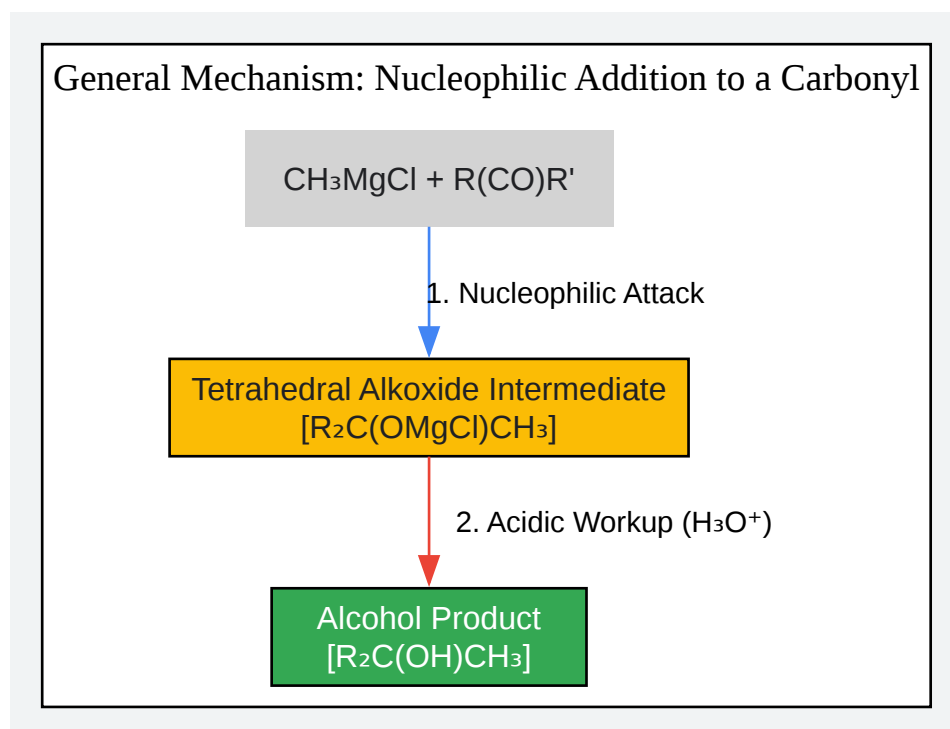 General Mechanism: Nucleophilic Addition to a Carbonyl
CH₃MgCl + R(CO)R'
1. Nucleophilic Attack
Tetrahedral Alkoxide Intermediate
[R₂C(OMgCl)CH₃]
2. Acidic Workup (H₃O⁺)
Alcohol Product
[R₂C(OH)CH₃]